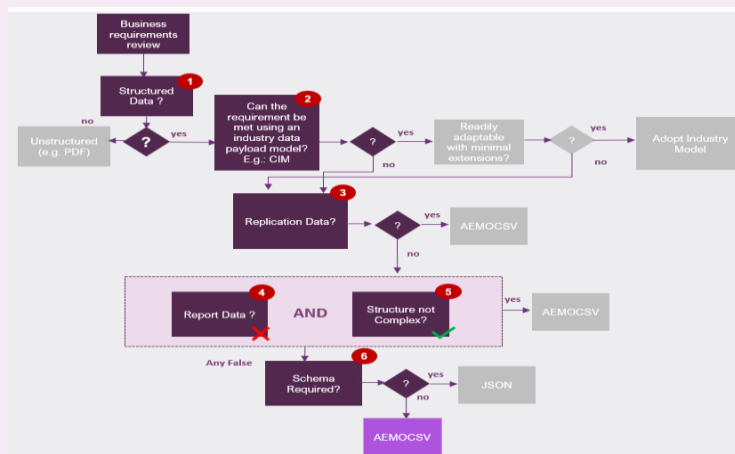 Business
requirements
review
1
Structured
Data ?
no
?
yes
Unstructured
(e.g. PDF)
2
Can the
requirement be
met using an
industry data
payload model?
E.g.: CIM
?
yes
no
Readily
adaptable
with minimal
extensions?
?
yes
no
Adopt Industry
Model
3
Replication Data?
?
yes
no
AEMOCSV
4
Report Data ?
AND
5
Structure not
Complex?
yes
AEMOCSV
Any False
6
Schema
Required?
?
yes
no
JSON
AEMOCSV